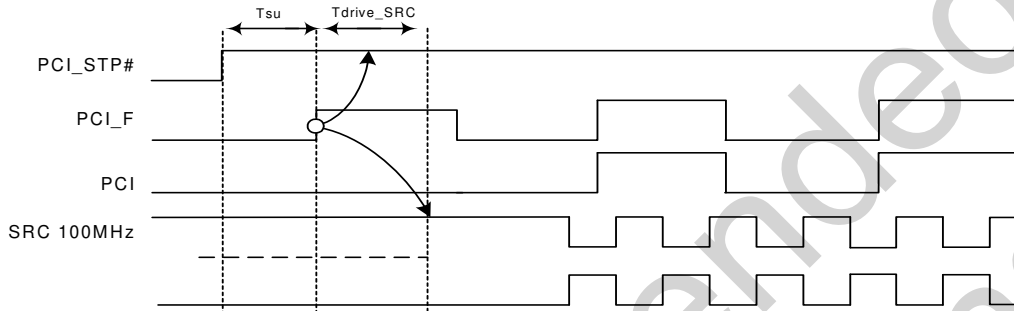 Tsu
Tdrive_SRC
PCI_STP#
PCI_F
PCI
SRC 100MHz